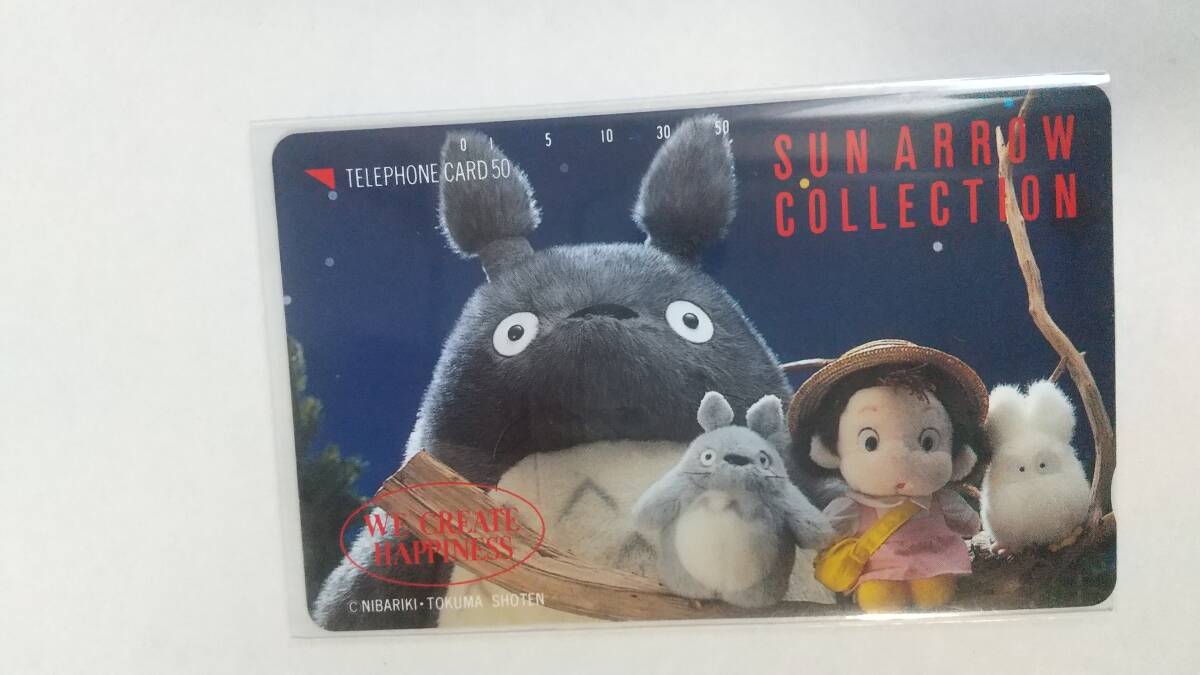 0 1 5 10 30 50
TELEPHONE CARD 50
SUN ARROW
COLLECTION
WE CREATE
HAPPINESS
© NIBARIKI・TOKUMA SHOTEN